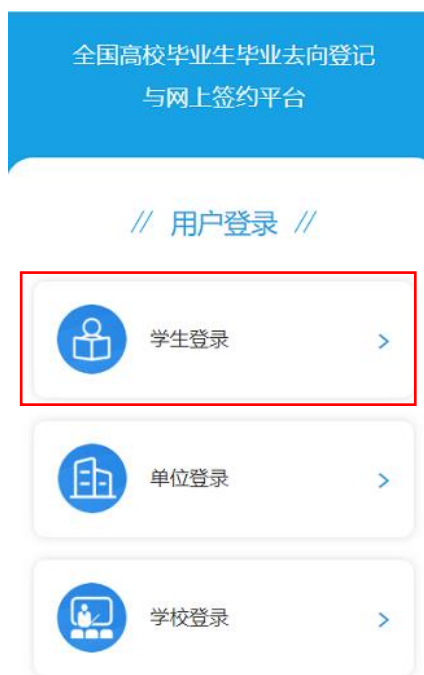 全国高校毕业生毕业去向登记
与网上签约平台
// 用户登录 //
学生登录
单位登录
学校登录